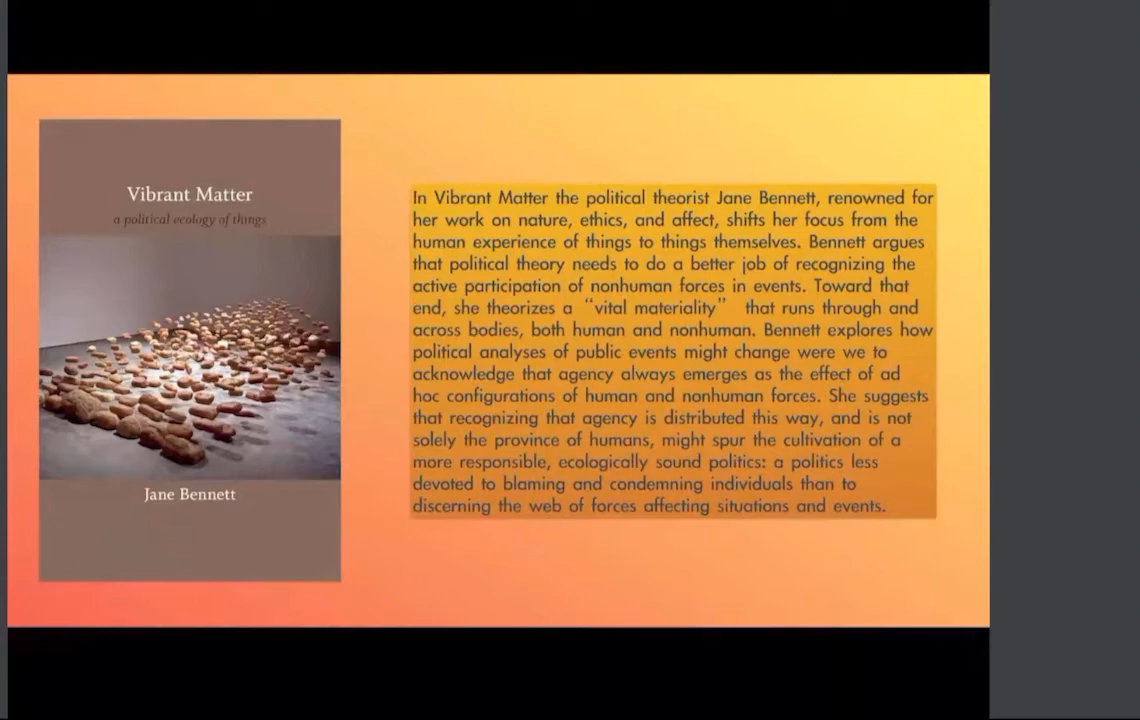 Vibrant Matter
a political ecology of things
Jane Bennett
In Vibrant Matter the political theorist Jane Bennett, renowned for
her work on nature, ethics, and affect, shifts her focus from the
human experience of things to things themselves. Bennett argues
that political theory needs to do a better job of recognizing the
active participation of nonhuman forces in events. Toward that
end, she theorizes a “vital materiality” that runs through and
across bodies, both human and nonhuman. Bennett explores how
political analyses of public events might change were we to
acknowledge that agency always emerges as the effect of ad
hoc configurations of human and nonhuman forces. She suggests
that recognizing that agency is distributed this way, and is not
solely the province of humans, might spur the cultivation of a
more responsible, ecologically sound politics: a politics less
devoted to blaming and condemning individuals than to
discerning the web of forces affecting situations and events.